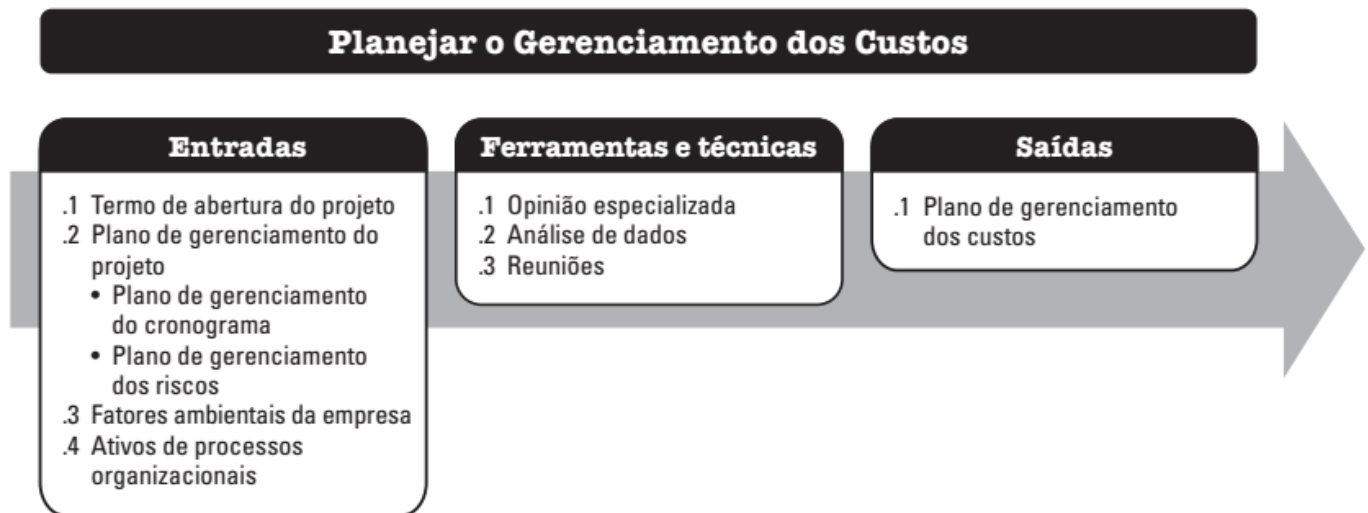 Planejar o Gerenciamento dos Custos
Entradas
.1 Termo de abertura do projeto
.2 Plano de gerenciamento do
projeto
• Plano de gerenciamento
do cronograma
• Plano de gerenciamento
dos riscos
.3 Fatores ambientais da empresa
.4 Ativos de processos
organizacionais
Ferramentas e técnicas
.1 Opinião especializada
.2 Análise de dados
.3 Reuniões
Saídas
.1 Plano de gerenciamento
dos custos